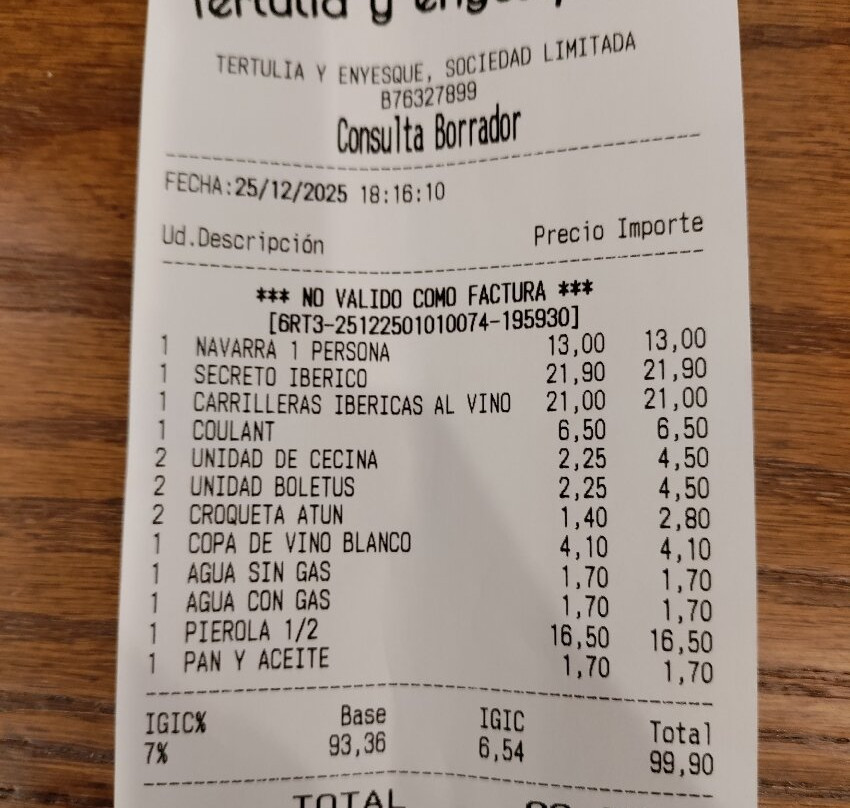 Tertulia y
TERTULIA Y ENYESQUE, SOCIEDAD LIMITADA
B76327899
Consulta Borrador
FECHA:25/12/2025 18:16:10
Ud.Descripción Precio Importe
*** NO VALIDO COMO FACTURA ***
[6RT3-25122501010074-195930]
1 NAVARRA 1 PERSONA 13,00 13,00
1 SECRETO IBERICO 21,90 21,90
1 CARRILLERAS IBERICAS AL VINO 21,00 21,00
1 COULANT 6,50 6,50
2 UNIDAD DE CECINA 2,25 4,50
2 UNIDAD BOLETUS 2,25 4,50
2 CROQUETA ATUN 1,40 2,80
1 COPA DE VINO BLANCO 4,10 4,10
1 AGUA SIN GAS 1,70 1,70
1 AGUA CON GAS 1,70 1,70
1 PIEROLA 1/2 16,50 16,50
1 PAN Y ACEITE 1,70 1,70
IGIC% Base IGIC Total
7% 93,36 6,54 99,90
TOTAL